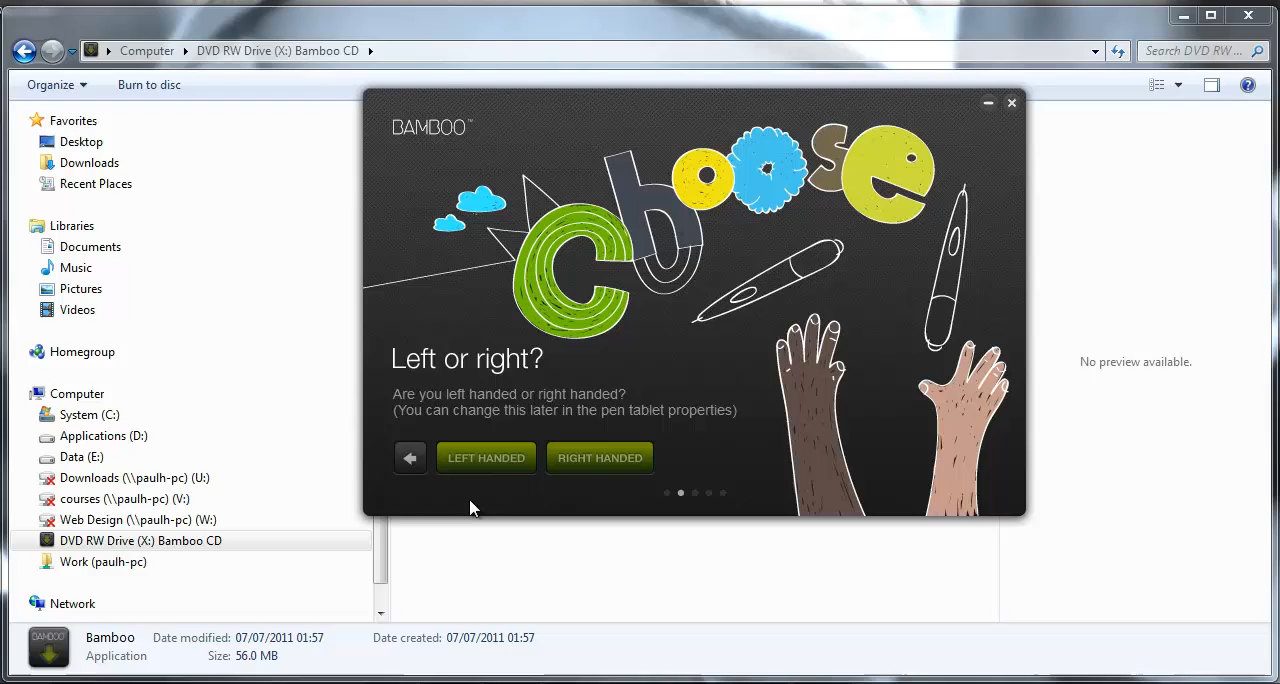 Computer
DVD RW Drive (X:) Bamboo CD
Search DVD RW ...
Organize
Burn to disc
Favorites
Desktop
Downloads
Recent Places
Libraries
Documents
Music
Pictures
Videos
Homegroup
Computer
System (C:)
Applications (D:)
Data (E:)
Downloads (\\paulh-pc) (U:)
courses (\\paulh-pc) (V:)
Web Design (\\paulh-pc) (W:)
DVD RW Drive (X:) Bamboo CD
Work (paulh-pc)
Network
BAMBOO™
Choose
Left or right?
Are you left handed or right handed?
(You can change this later in the pen tablet properties)
LEFT HANDED
RIGHT HANDED
No preview available.
BAMBOO
Bamboo
Date modified: 07/07/2011 01:57
Date created: 07/07/2011 01:57
Application
Size: 56.0 MB